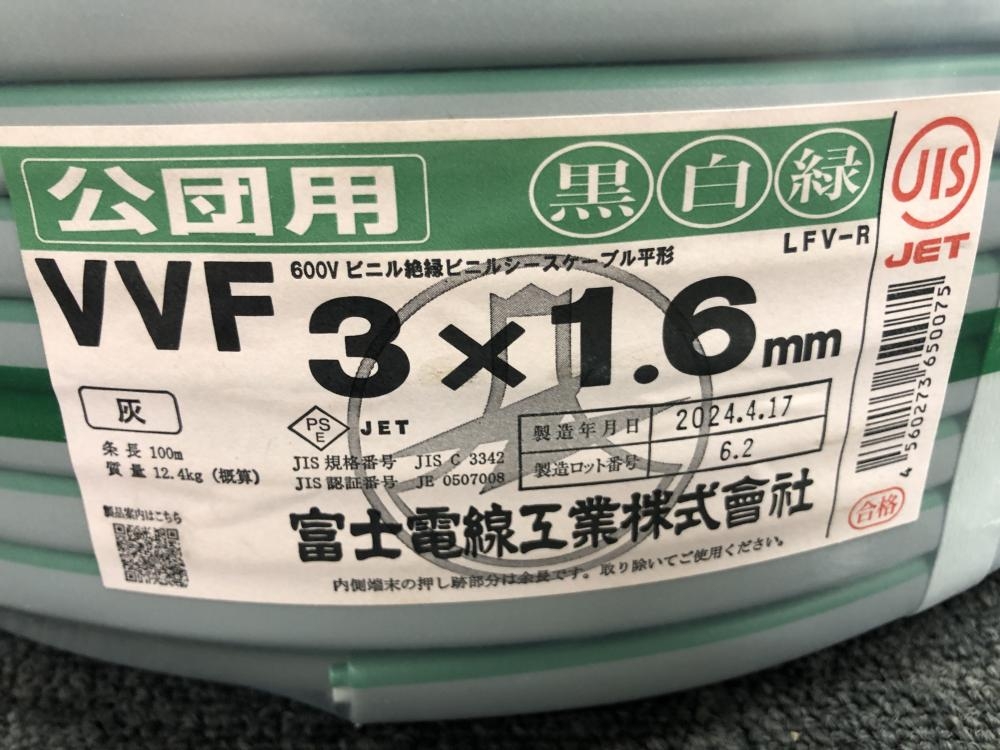 公団用 黒 白 緑
LFV-R
JIS
JET
VVF
600V ビニル絶縁ビニルシースケーブル平形
3×1.6mm
灰
条長 100m
質量 12.4kg (概算)
PS
E
JET
JIS 規格番号 JIS C 3342
JIS 認証番号 JE 0507008
製造年月日 2024.4.17
製造ロット番号 6.2
4560273650075
合格
製品案内はこちら
富士電線工業株式會社
内側端末の押し跡部分は余長です。取り除いてご使用ください。